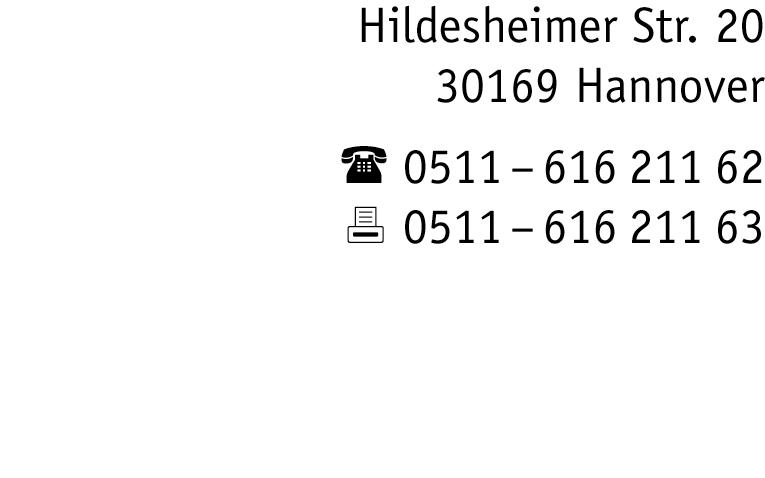 Hildesheimer Str. 20
30169 Hannover
☎ 0511 – 616 211 62
0511 – 616 211 63